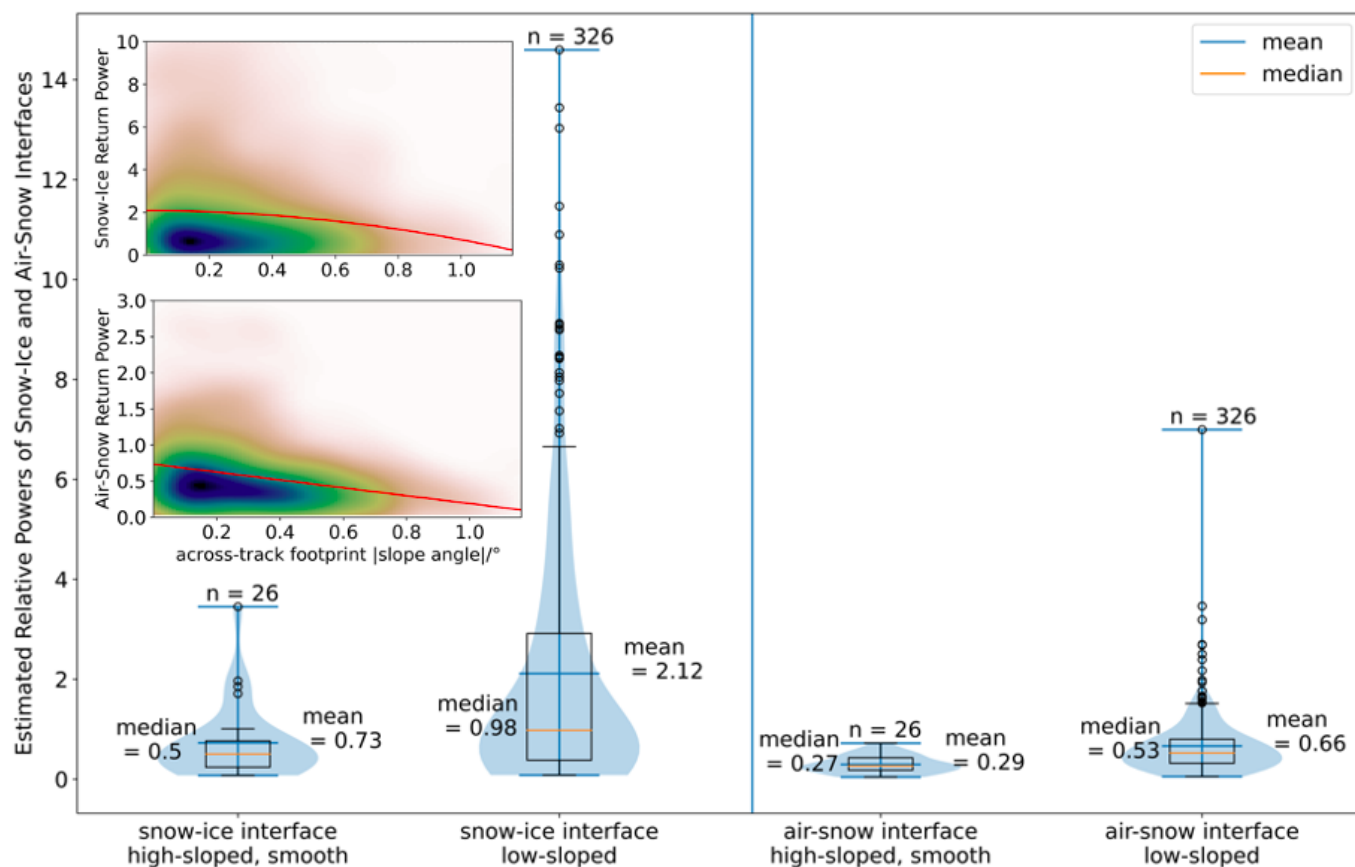 Estimated Relative Powers of Snow-Ice and Air-Snow Interfaces
14
12
10
8
6
4
2
0
Snow-Ice Return Power
10
8
6
4
2
0
0.2 0.4 0.6 0.8 1.0
Air-Snow Return Power
3.0
2.5
2.0
1.5
1.0
0.5
0.0
0.2 0.4 0.6 0.8 1.0
across-track footprint |slope angle|/°
n = 26
median
= 0.5
mean
= 0.73
n = 326
median
= 0.98
mean
= 2.12
mean
median
n = 26
median
= 0.27
mean
= 0.29
n = 326
median
= 0.53
mean
= 0.66
snow-ice interface
high-sloped, smooth
snow-ice interface
low-sloped
air-snow interface
high-sloped, smooth
air-snow interface
low-sloped